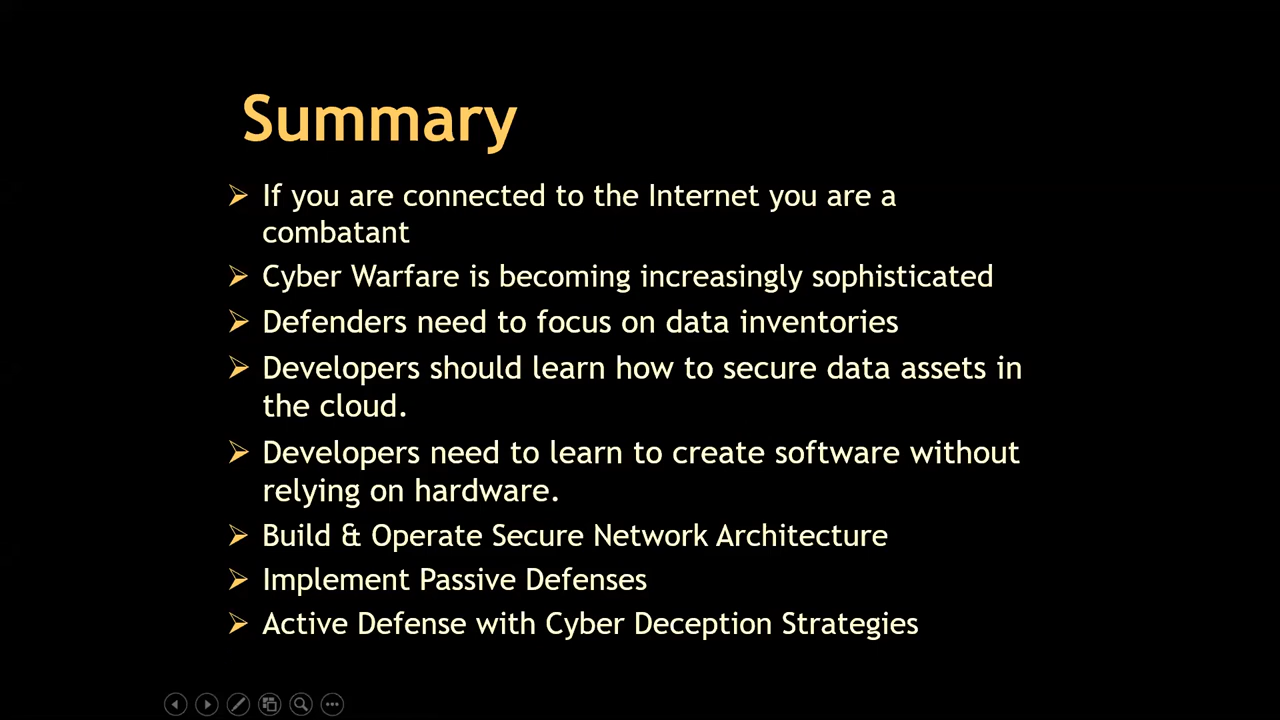 Summary
If you are connected to the Internet you are a
combatant
Cyber Warfare is becoming increasingly sophisticated
Defenders need to focus on data inventories
Developers should learn how to secure data assets in
the cloud.
Developers need to learn to create software without
relying on hardware.
Build & Operate Secure Network Architecture
Implement Passive Defenses
Active Defense with Cyber Deception Strategies